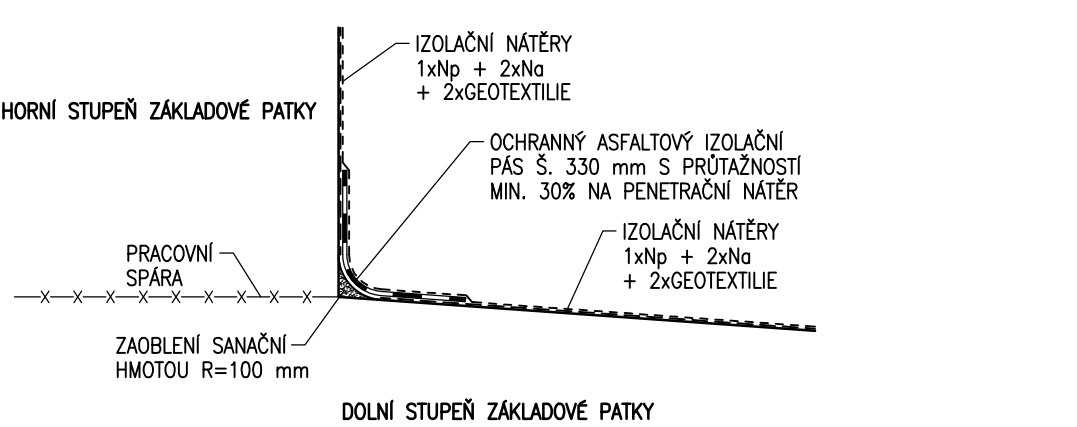 IZOLAČNÍ NÁTĚRY
1xNp + 2xNa
+ 2xGEOTEXTILIE
HORNÍ STUPEŇ ZÁKLADOVÉ PATKY
OCHRANNÝ ASFALTOVÝ IZOLAČNÍ
PÁS Š. 330 mm S PRŮTAŽNOSTÍ
MIN. 30% NA PENETRAČNÍ NÁTĚR
IZOLAČNÍ NÁTĚRY
1xNp + 2xNa
+ 2xGEOTEXTILIE
PRACOVNÍ
SPÁRA
ZAOBLENÍ SANAČNÍ
HMOTOU R=100 mm
DOLNÍ STUPEŇ ZÁKLADOVÉ PATKY